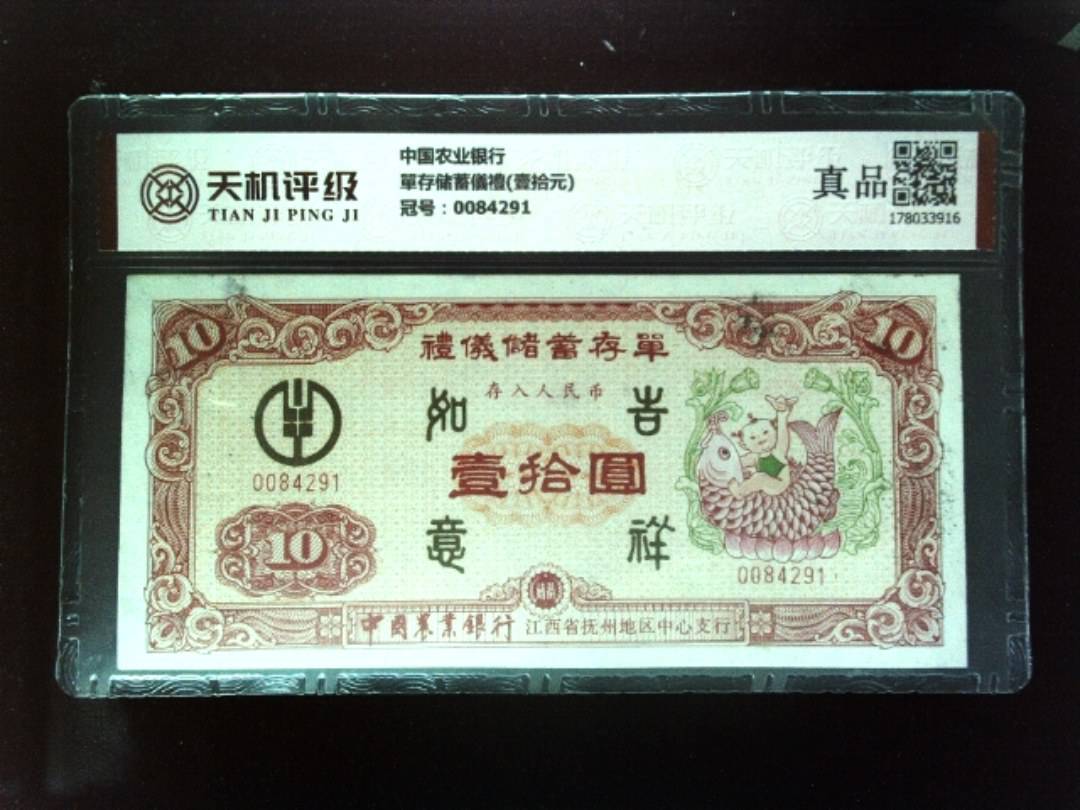 天机评级
TIAN JI PING JI
中国农业银行
單存储蓄儀禮(壹拾元)
冠号：0084291
真品
178033916
10
10
禮儀儲蓄存單
存入人民币
如 吉
0084291
壹拾圓
意 祥
10
0084291
中國農業銀行 江西省抚州地区中心支行